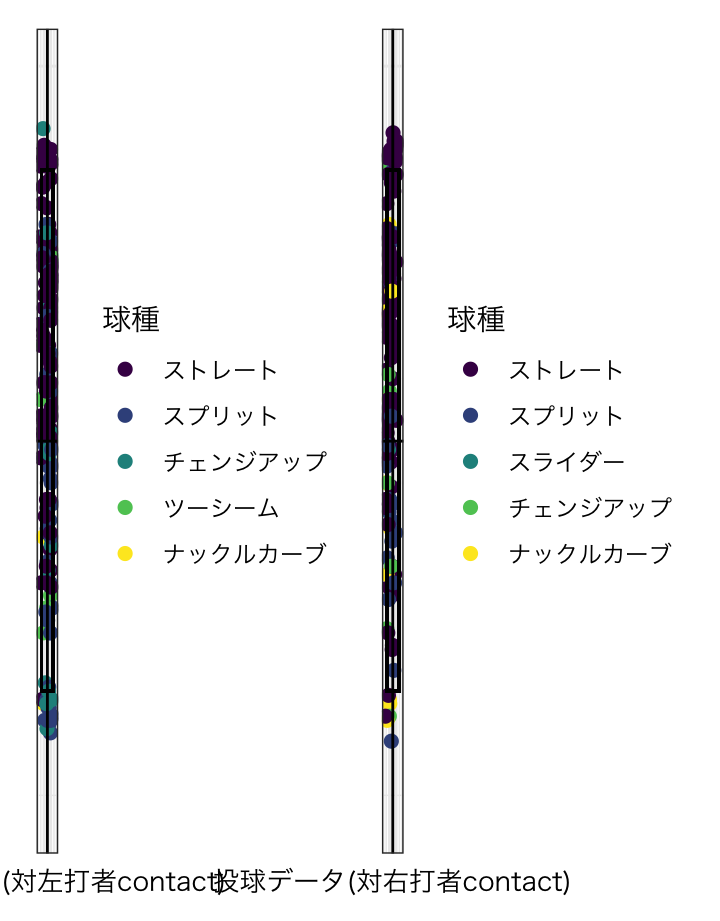 球種
ストレート
スプリット
チェンジアップ
ツーシーム
ナックルカーブ
球種
ストレート
スプリット
スライダー
チェンジアップ
ナックルカーブ
(対左打者contact)
投球データ(対右打者contact)